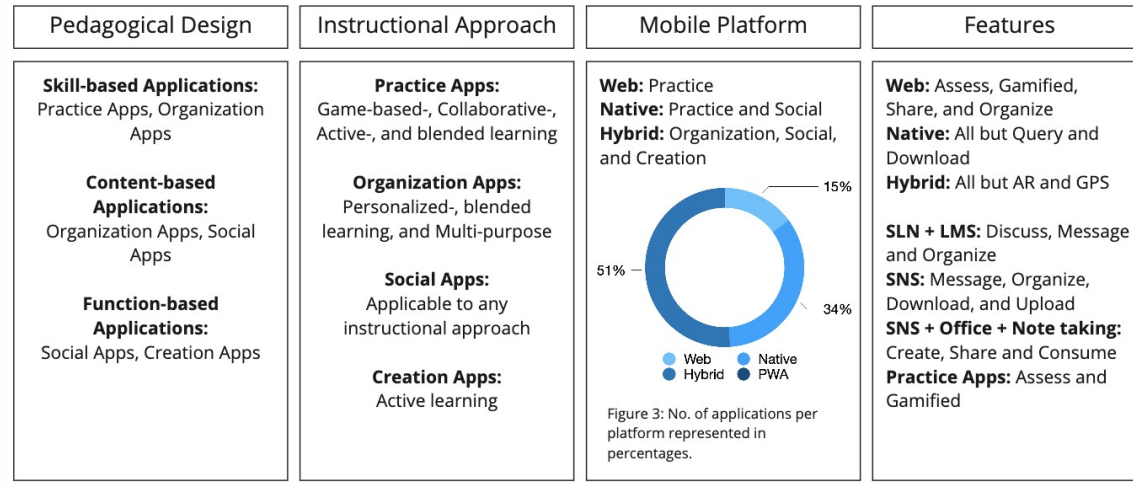 Pedagogical Design
Skill-based Applications:
Practice Apps, Organization
Apps
Content-based
Applications:
Organization Apps, Social
Apps
Function-based
Applications:
Social Apps, Creation Apps
Instructional Approach
Practice Apps:
Game-based-, Collaborative-,
Active-, and blended learning
Organization Apps:
Personalized-, blended
learning, and Multi-purpose
Social Apps:
Applicable to any
instructional approach
Creation Apps:
Active learning
Mobile Platform
Web: Practice
Native: Practice and Social
Hybrid: Organization, Social,
and Creation
15%
51%
34%
Web Native
Hybrid PWA
Figure 3: No. of applications per
platform represented in
percentages.
Features
Web: Assess, Gamified,
Share, and Organize
Native: All but Query and
Download
Hybrid: All but AR and GPS
SLN + LMS: Discuss, Message
and Organize
SNS: Message, Organize,
Download, and Upload
SNS + Office + Note taking:
Create, Share and Consume
Practice Apps: Assess and
Gamified